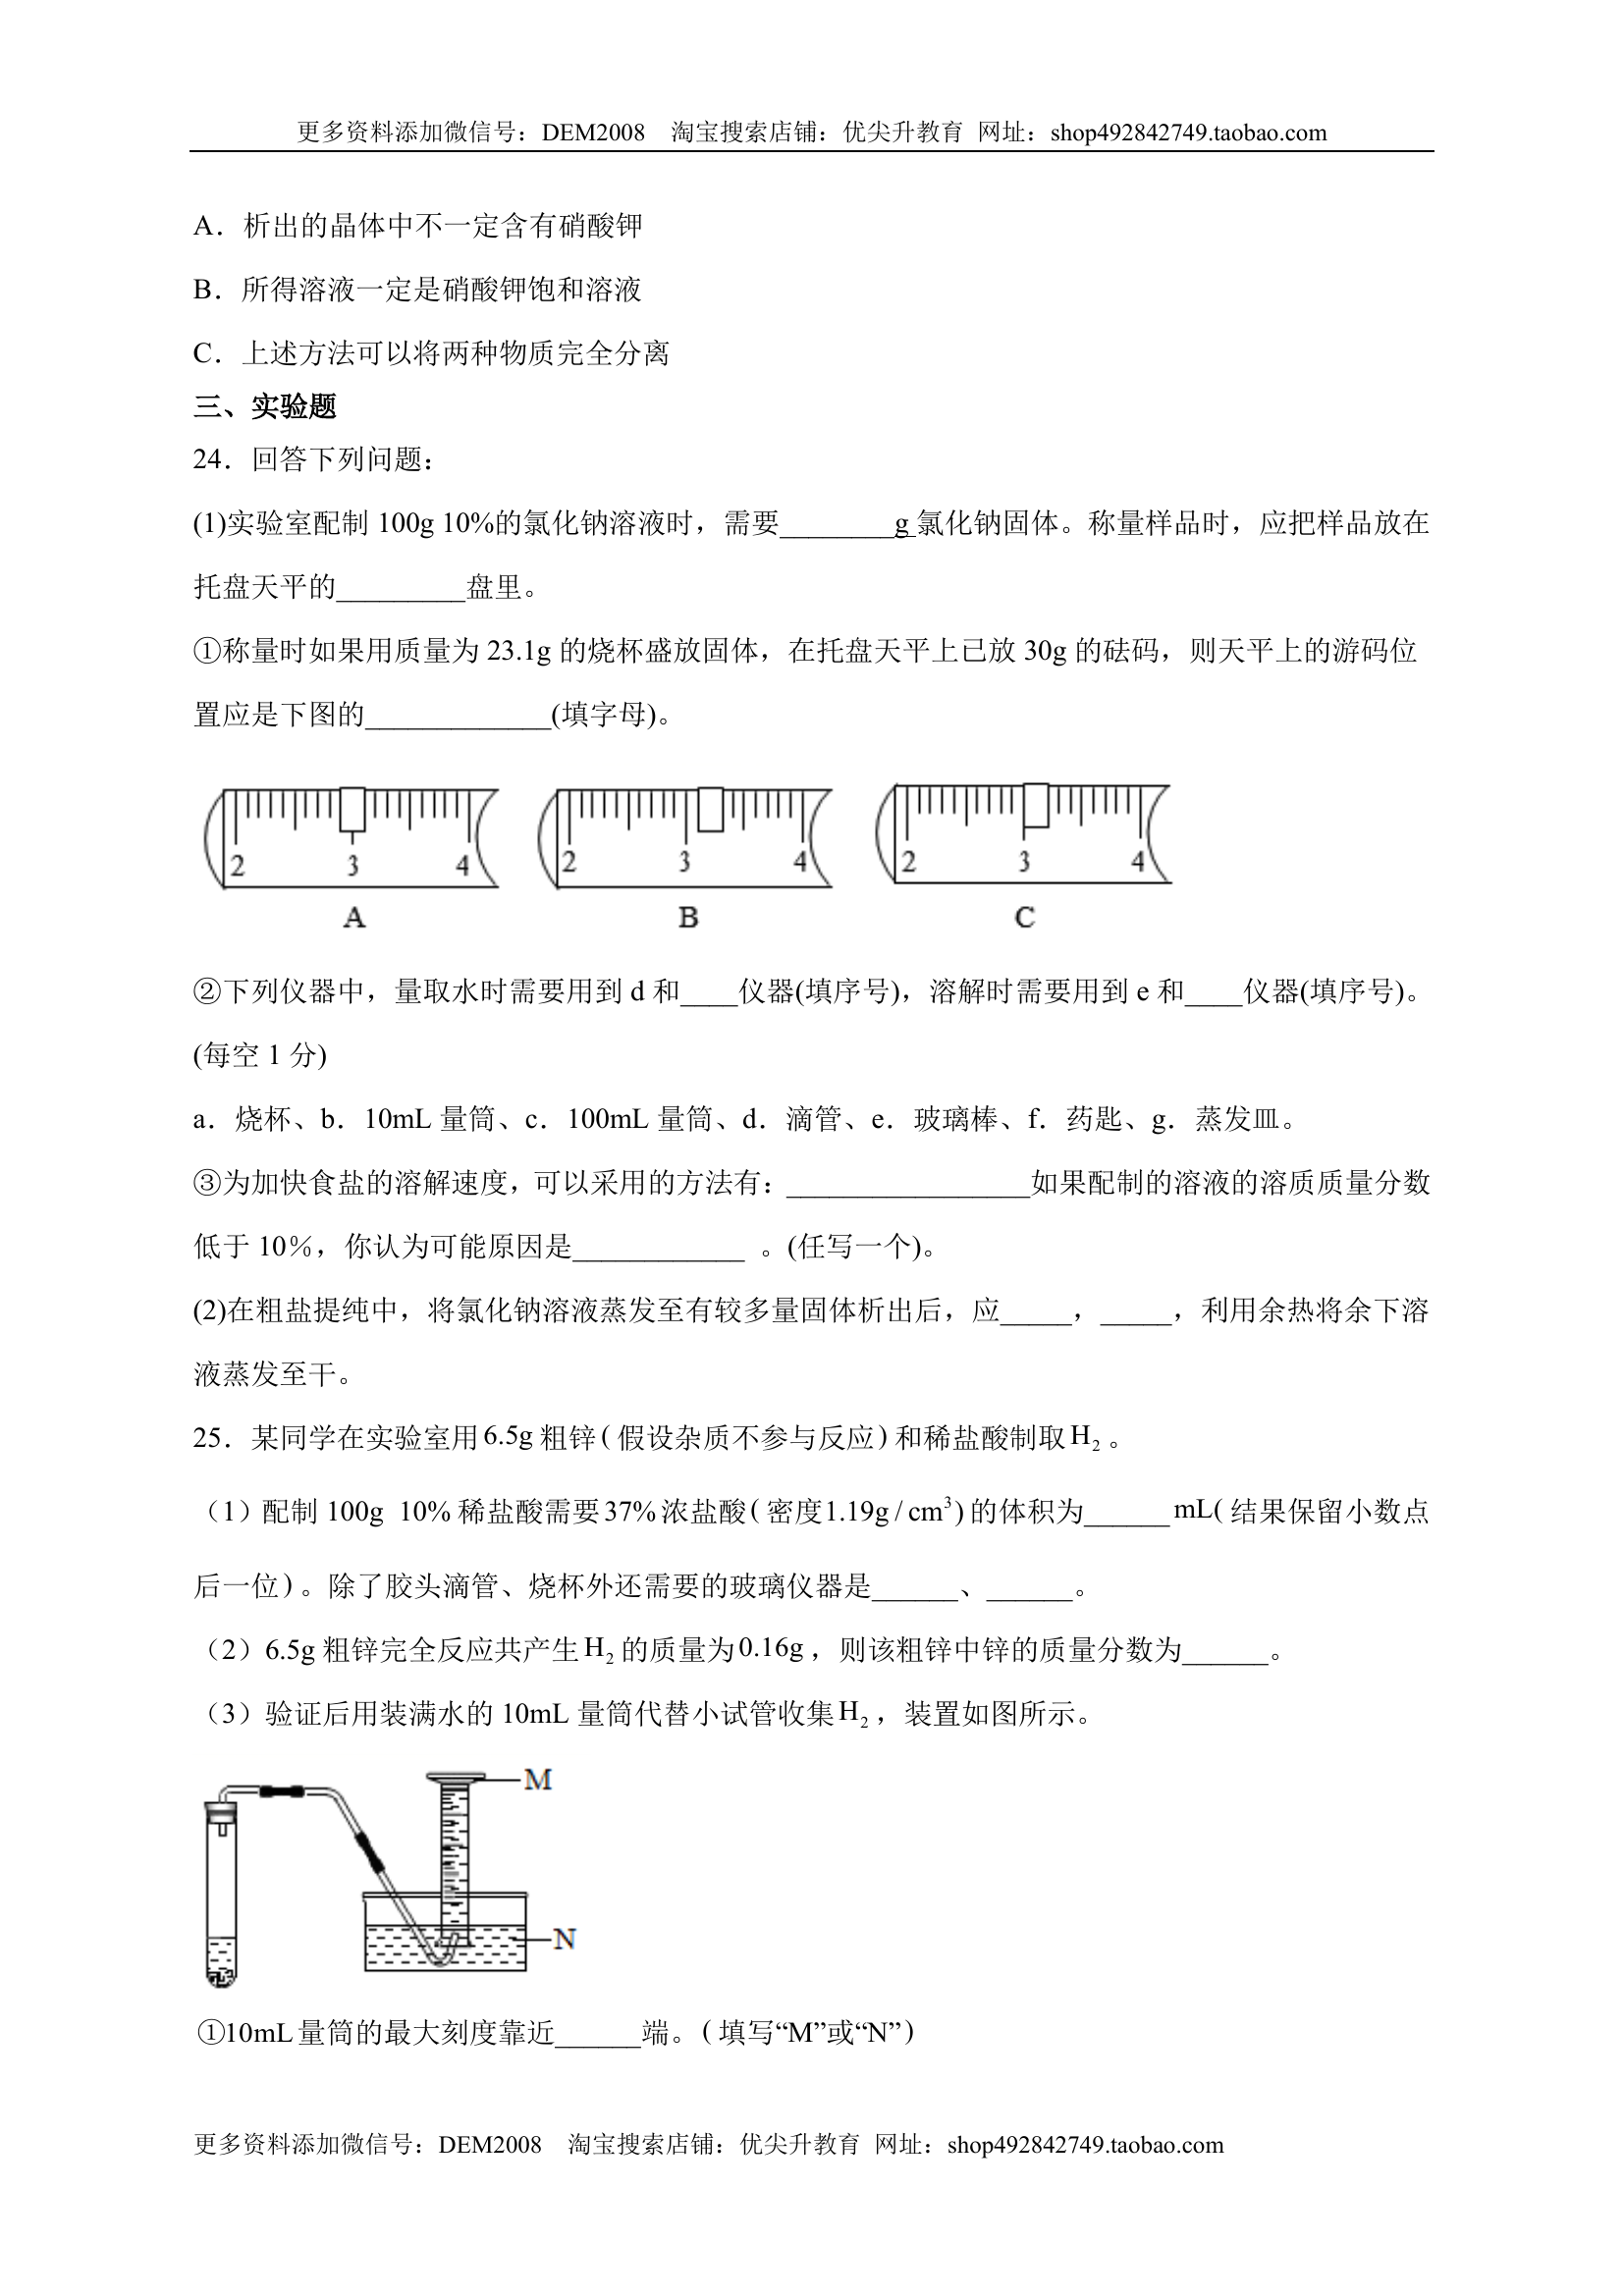 更多资料添加微信号：DEM2008 淘宝搜索店铺：优尖升教育 网址：shop492842749.taobao.com
A．析出的晶体中不一定含有硝酸钾
B．所得溶液一定是硝酸钾饱和溶液
C．上述方法可以将两种物质完全分离
三、实验题
24．回答下列问题：
(1)实验室配制 100g 10%的氯化钠溶液时，需要________g 氯化钠固体。称量样品时，应把样品放在
托盘天平的_________盘里。
①称量时如果用质量为 23.1g 的烧杯盛放固体，在托盘天平上已放 30g 的砝码，则天平上的游码位
置应是下图的_____________(填字母)。
2 3 4 2 3 4 2 3 4
A B C
②下列仪器中，量取水时需要用到 d 和____仪器(填序号)，溶解时需要用到 e 和____仪器(填序号)。
(每空 1 分)
a．烧杯、b．10mL 量筒、c．100mL 量筒、d．滴管、e．玻璃棒、f．药匙、g．蒸发皿。
③为加快食盐的溶解速度，可以采用的方法有：_________________如果配制的溶液的溶质质量分数
低于 10％，你认为可能原因是____________ 。(任写一个)。
(2)在粗盐提纯中，将氯化钠溶液蒸发至有较多量固体析出后，应_____，_____，利用余热将余下溶
液蒸发至干。
25．某同学在实验室用 6.5g 粗锌 ( 假设杂质不参与反应 ) 和稀盐酸制取 H₂ 。
（1）配制 100g 10% 稀盐酸需要 37% 浓盐酸 ( 密度 1.19g / cm³ ) 的体积为______ mL( 结果保留小数点
后一位 ) 。除了胶头滴管、烧杯外还需要的玻璃仪器是______、______。
（2）6.5g 粗锌完全反应共产生 H₂ 的质量为 0.16g ，则该粗锌中锌的质量分数为______。
（3）验证后用装满水的 10mL 量筒代替小试管收集 H₂ ，装置如图所示。
M
N
①10mL 量筒的最大刻度靠近______端。( 填写“M”或“N” )
更多资料添加微信号：DEM2008 淘宝搜索店铺：优尖升教育 网址：shop492842749.taobao.com